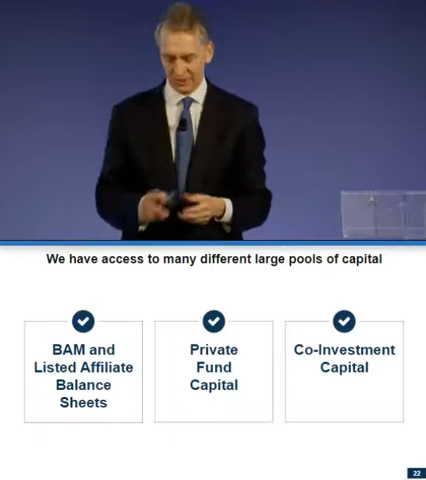 We have access to many different large pools of capital
BAM and
Listed Affiliate
Balance
Sheets
Private
Fund
Capital
Co-Investment
Capital
22